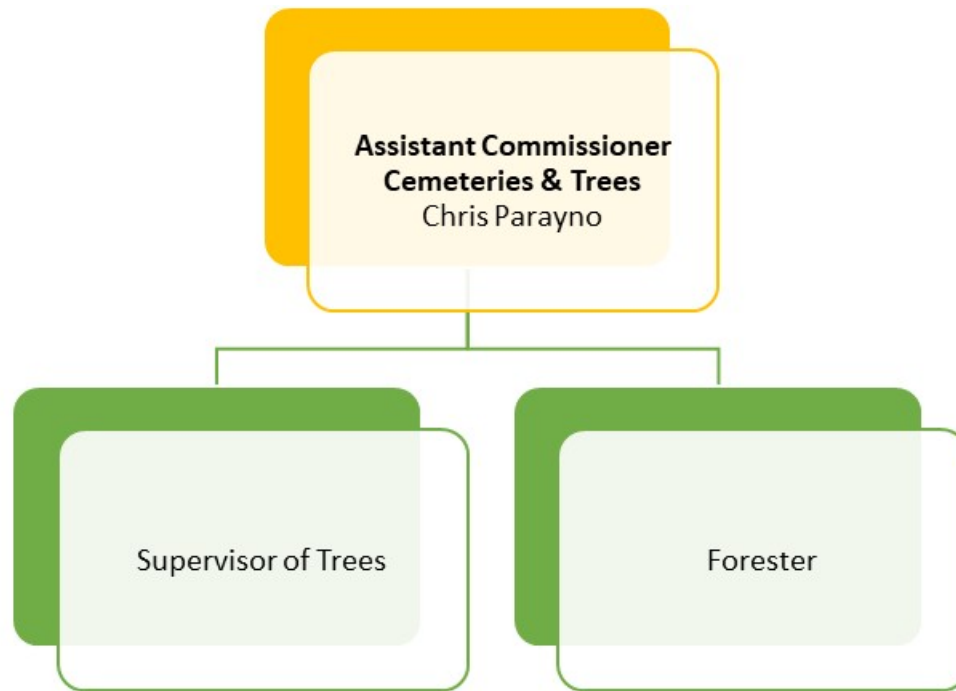 Assistant Commissioner
Cemeteries & Trees
Chris Parayno
Supervisor of Trees
Forester